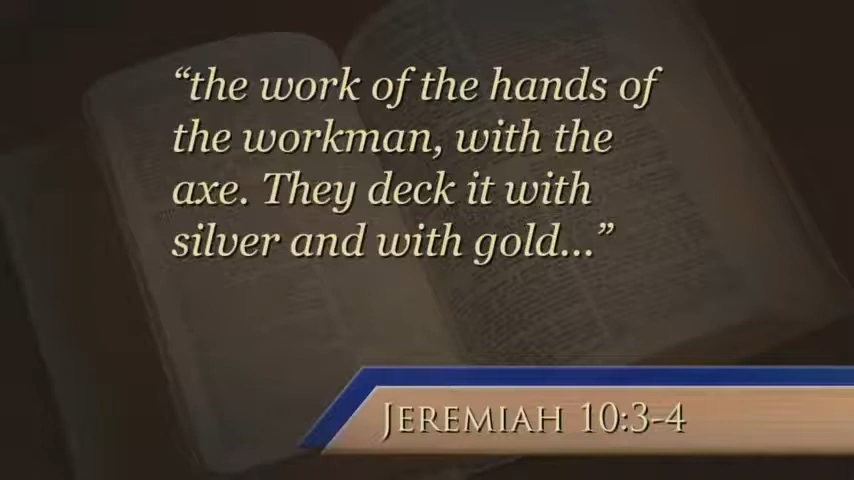 “the work of the hands of
the workman, with the
axe. They deck it with
silver and with gold...”
JEREMIAH 10:3-4